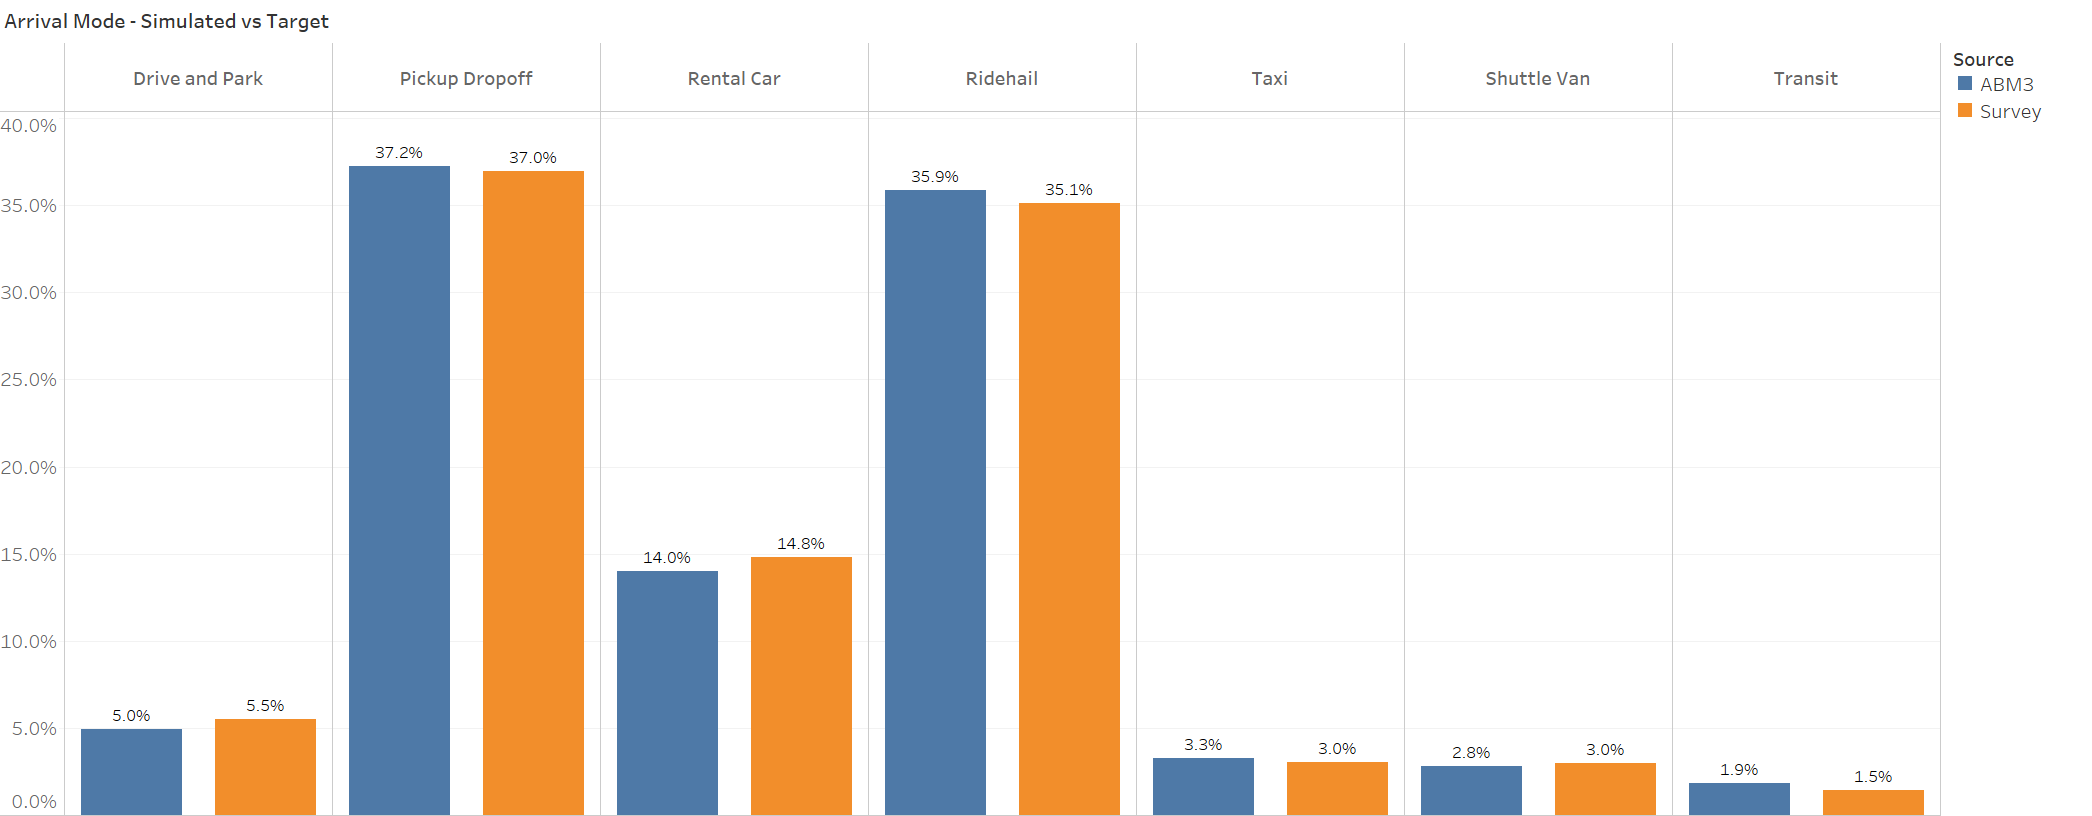 Arrival Mode - Simulated vs Target
Drive and Park Pickup Dropoff Rental Car Ridehail Taxi Shuttle Van Transit
Source
ABM3
Survey
40.0%
35.0%
30.0%
25.0%
20.0%
15.0%
10.0%
5.0%
0.0%
5.0% 5.5% 37.2% 37.0% 14.0% 14.8% 35.9% 35.1% 3.3% 3.0% 2.8% 3.0% 1.9% 1.5%